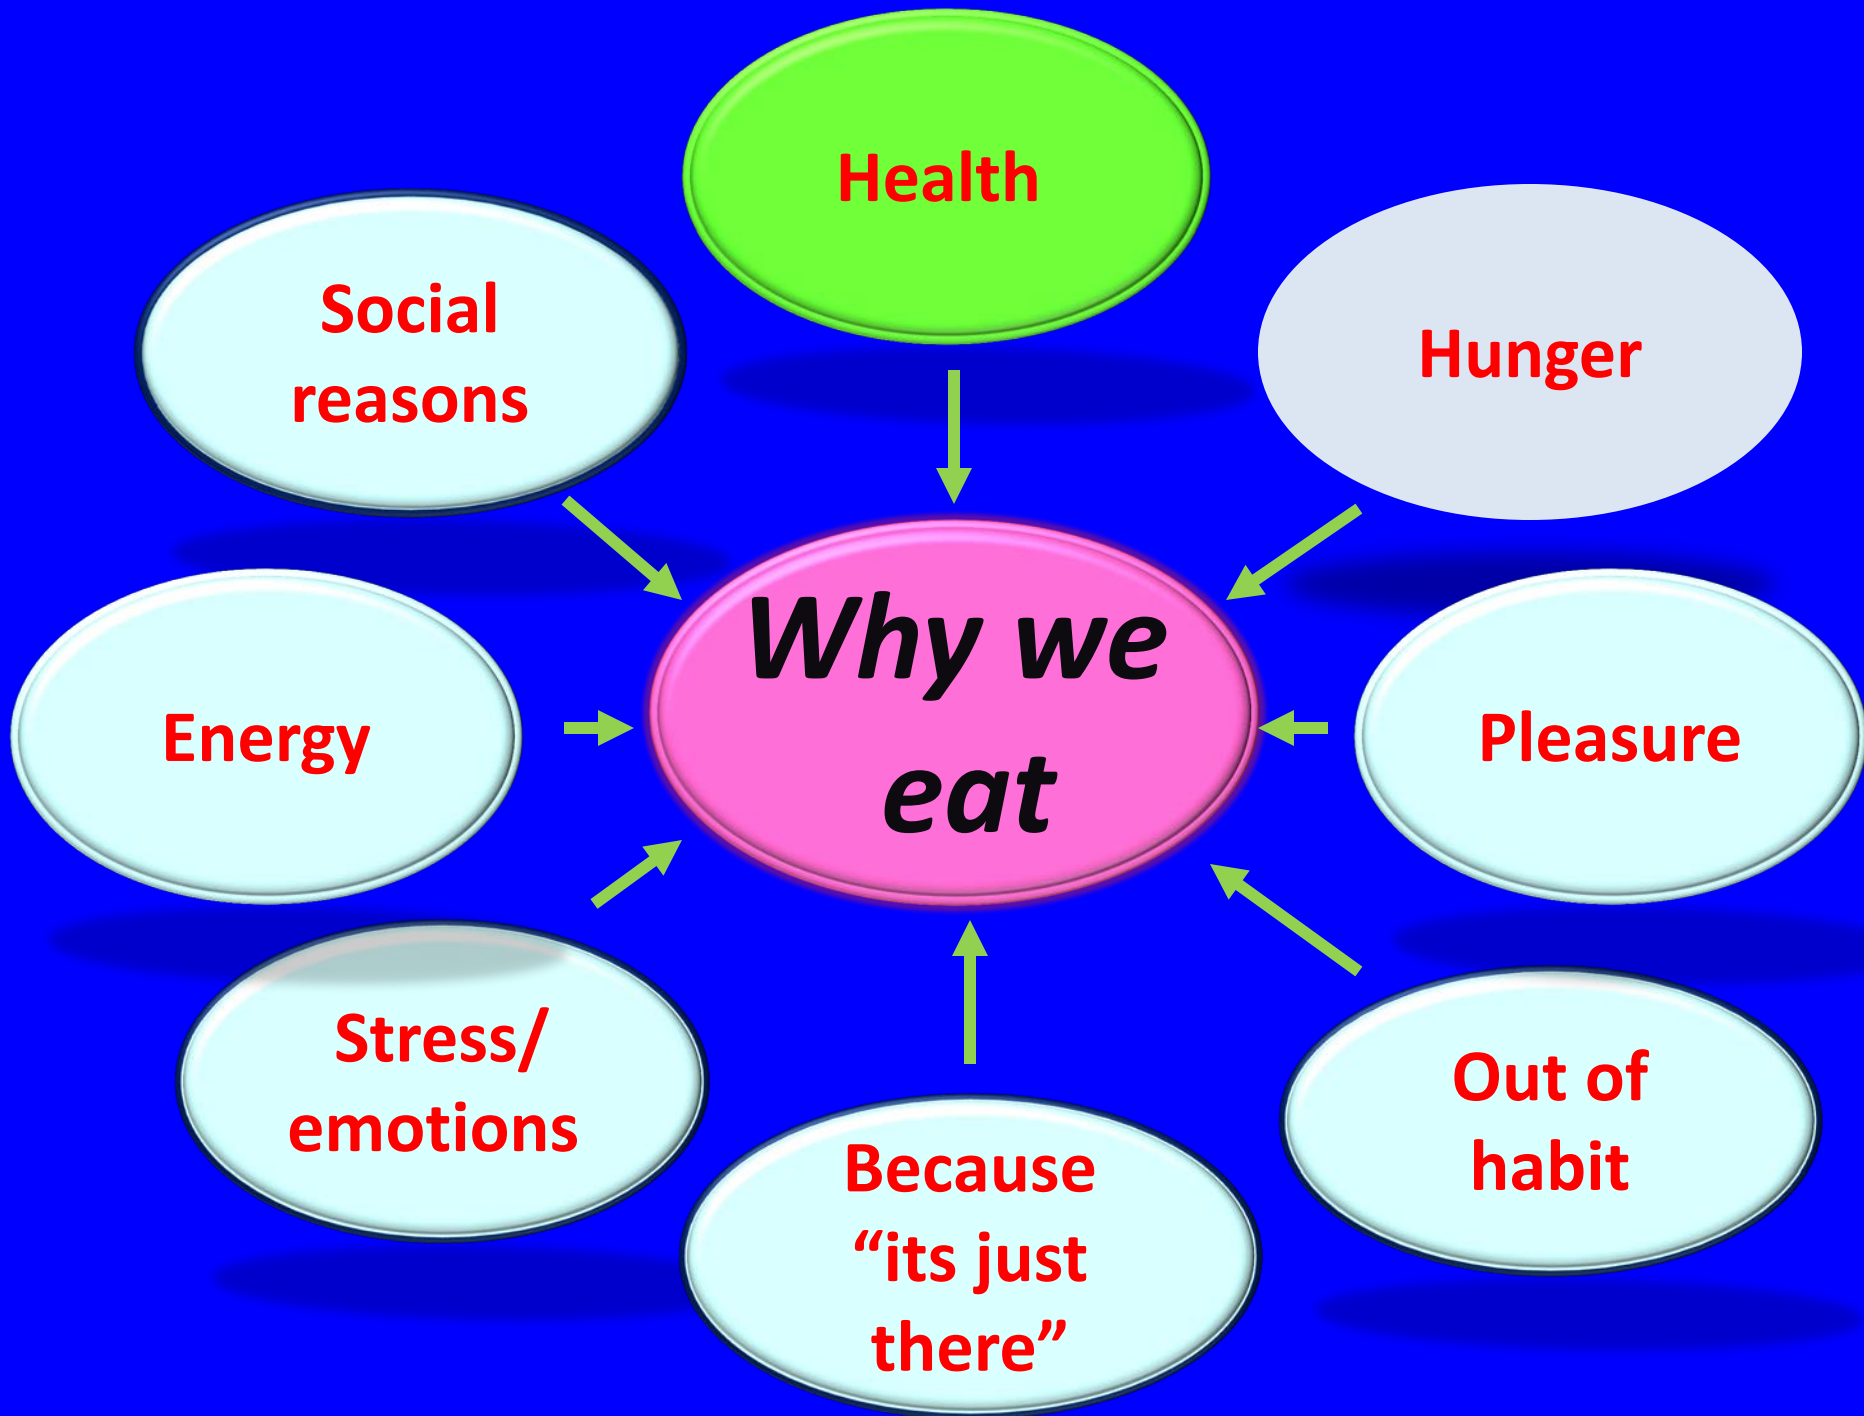 Health
Social
reasons
Hunger
Why we
eat
Energy
Pleasure
Stress/
emotions
Out of
habit
Because
“its just
there”